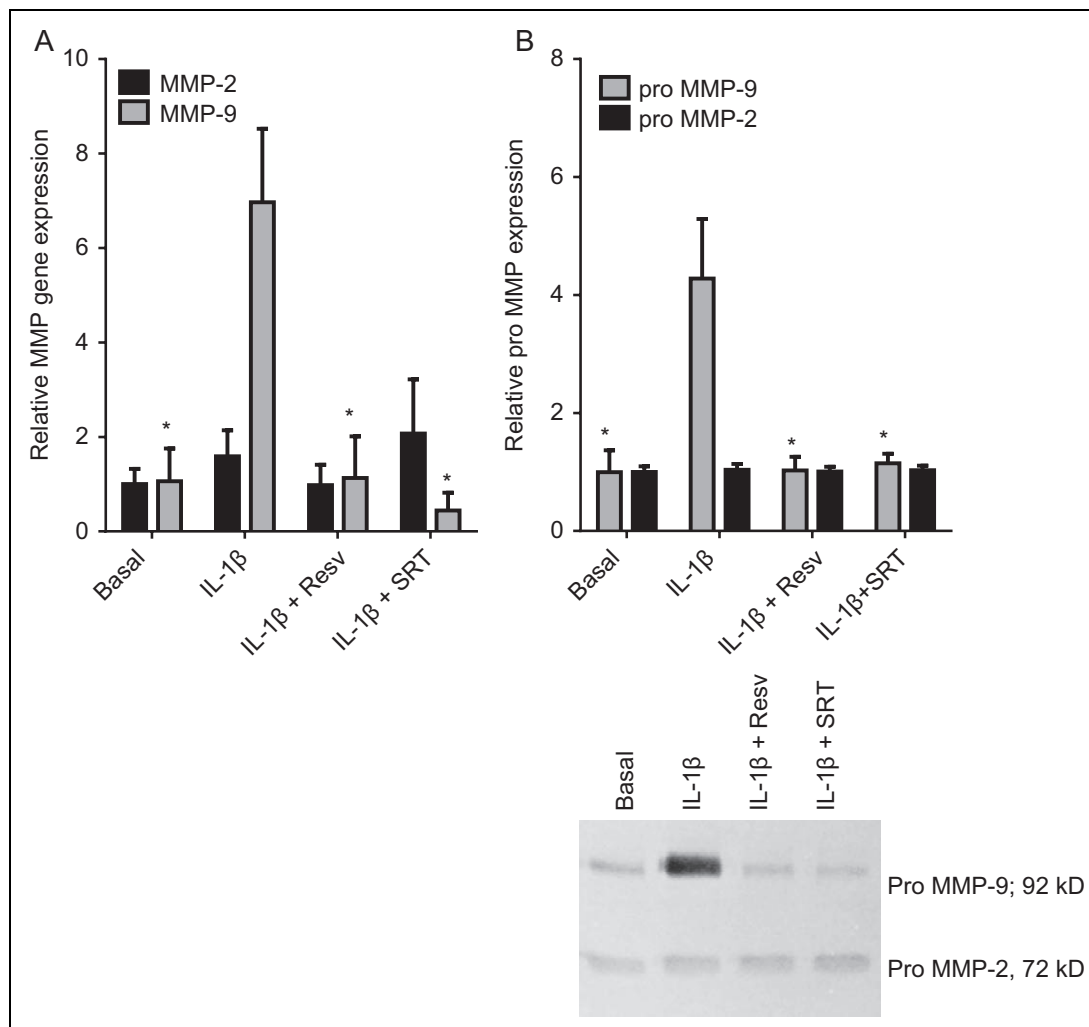 A
10
8
6
4
2
0
Relative MMP gene expression
MMP-2
MMP-9
*
*
*
Basal
IL-1β
IL-1β + Resv
IL-1β + SRT
B
8
6
4
2
0
Relative pro MMP expression
pro MMP-9
pro MMP-2
*
*
*
Basal
IL-1β
IL-1β + Resv
IL-1β+SRT
Basal
IL-1β
IL-1β + Resv
IL-1β + SRT
Pro MMP-9; 92 kD
Pro MMP-2, 72 kD